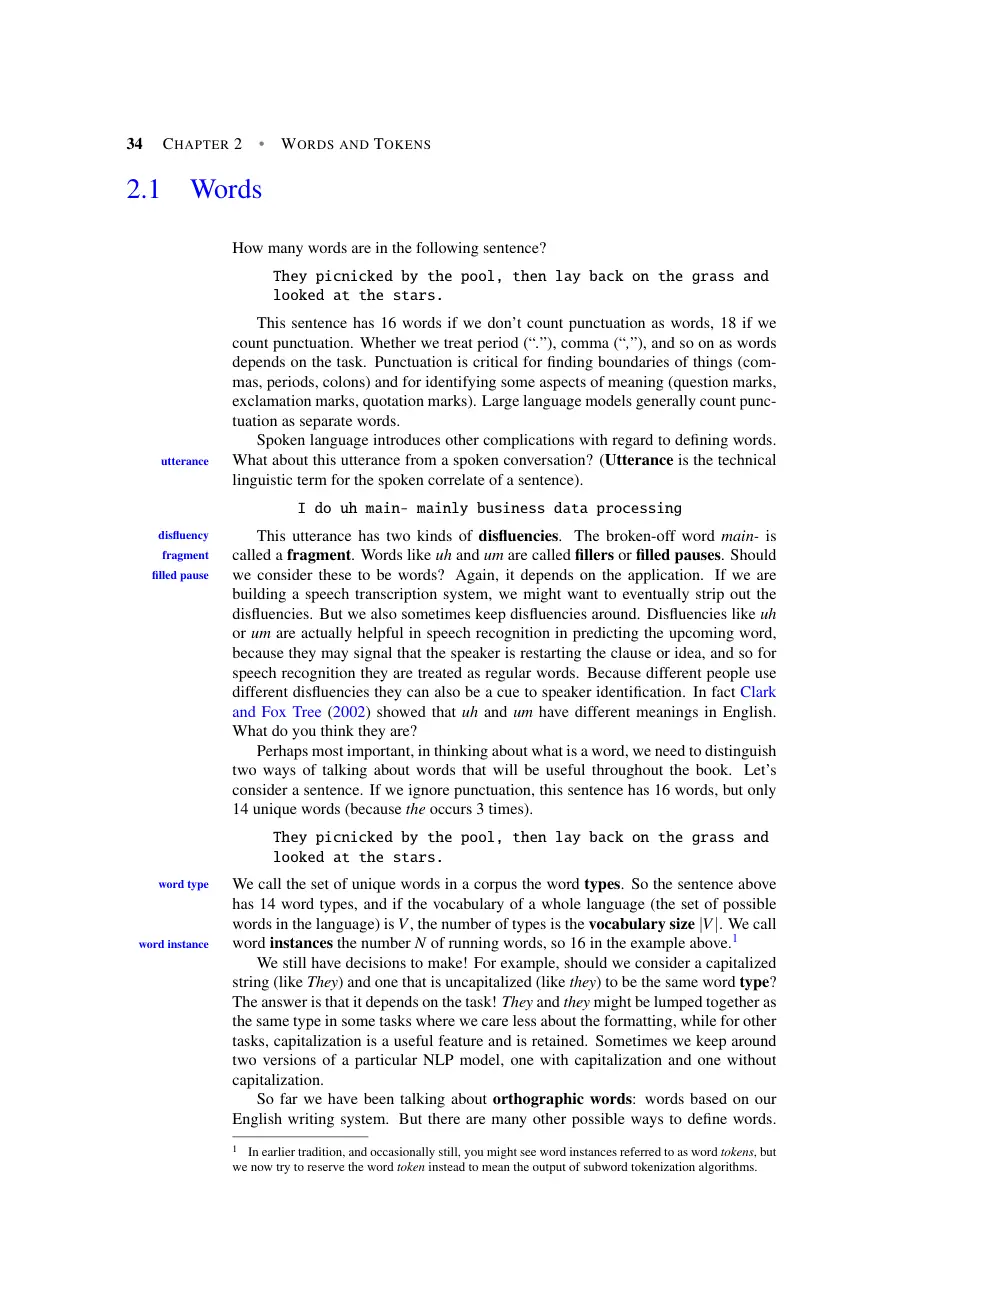 34 CHAPTER 2 • WORDS AND TOKENS
2.1 Words
How many words are in the following sentence?
They picnicked by the pool, then lay back on the grass and
looked at the stars.
This sentence has 16 words if we don't count punctuation as words, 18 if we
count punctuation. Whether we treat period (“.”), comma (“,”), and so on as words
depends on the task. Punctuation is critical for finding boundaries of things (com-
mas, periods, colons) and for identifying some aspects of meaning (question marks,
exclamation marks, quotation marks). Large language models generally count punc-
tuation as separate words.
Spoken language introduces other complications with regard to defining words.
utterance What about this utterance from a spoken conversation? (Utterance is the technical
linguistic term for the spoken correlate of a sentence).
I do uh main- mainly business data processing
disfluency This utterance has two kinds of disfluencies. The broken-off word main- is
fragment called a fragment. Words like uh and um are called fillers or filled pauses. Should
filled pause we consider these to be words? Again, it depends on the application. If we are
building a speech transcription system, we might want to eventually strip out the
disfluencies. But we also sometimes keep disfluencies around. Disfluencies like uh
or um are actually helpful in speech recognition in predicting the upcoming word,
because they may signal that the speaker is restarting the clause or idea, and so for
speech recognition they are treated as regular words. Because different people use
different disfluencies they can also be a cue to speaker identification. In fact Clark
and Fox Tree (2002) showed that uh and um have different meanings in English.
What do you think they are?
Perhaps most important, in thinking about what is a word, we need to distinguish
two ways of talking about words that will be useful throughout the book. Let's
consider a sentence. If we ignore punctuation, this sentence has 16 words, but only
14 unique words (because the occurs 3 times).
They picnicked by the pool, then lay back on the grass and
looked at the stars.
word type We call the set of unique words in a corpus the word types. So the sentence above
has 14 word types, and if the vocabulary of a whole language (the set of possible
words in the language) is V, the number of types is the vocabulary size |V|. We call
word instance word instances the number N of running words, so 16 in the example above.1
We still have decisions to make! For example, should we consider a capitalized
string (like They) and one that is uncapitalized (like they) to be the same word type?
The answer is that it depends on the task! They and they might be lumped together as
the same type in some tasks where we care less about the formatting, while for other
tasks, capitalization is a useful feature and is retained. Sometimes we keep around
two versions of a particular NLP model, one with capitalization and one without
capitalization.
So far we have been talking about orthographic words: words based on our
English writing system. But there are many other possible ways to define words.
1 In earlier tradition, and occasionally still, you might see word instances referred to as word tokens, but
we now try to reserve the word token instead to mean the output of subword tokenization algorithms.